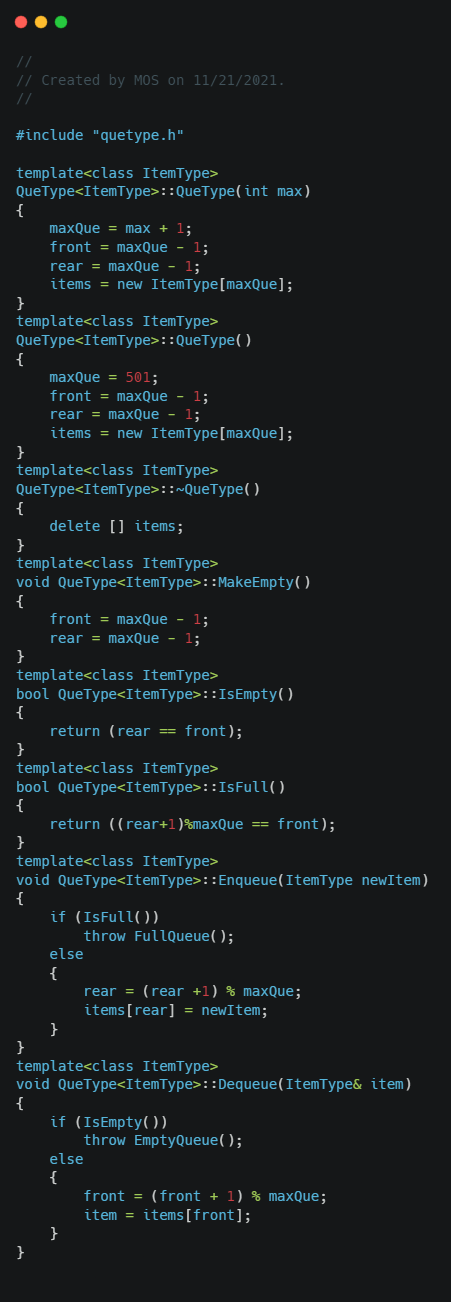 //
// Created by MOS on 11/21/2021.
//

#include "quetype.h"

template<class ItemType>
QueType<ItemType>::QueType(int max)
{
    maxQue = max + 1;
    front = maxQue - 1;
    rear = maxQue - 1;
    items = new ItemType[maxQue];
}
template<class ItemType>
QueType<ItemType>::QueType()
{
    maxQue = 501;
    front = maxQue - 1;
    rear = maxQue - 1;
    items = new ItemType[maxQue];
}
template<class ItemType>
QueType<ItemType>::~QueType()
{
    delete [] items;
}
template<class ItemType>
void QueType<ItemType>::MakeEmpty()
{
    front = maxQue - 1;
    rear = maxQue - 1;
}
template<class ItemType>
bool QueType<ItemType>::IsEmpty()
{
    return (rear == front);
}
template<class ItemType>
bool QueType<ItemType>::IsFull()
{
    return ((rear+1)%maxQue == front);
}
template<class ItemType>
void QueType<ItemType>::Enqueue(ItemType newItem)
{
    if (IsFull())
        throw FullQueue();
    else
    {
        rear = (rear +1) % maxQue;
        items[rear] = newItem;
    }
}
template<class ItemType>
void QueType<ItemType>::Dequeue(ItemType& item)
{
    if (IsEmpty())
        throw EmptyQueue();
    else
    {
        front = (front + 1) % maxQue;
        item = items[front];
    }
}